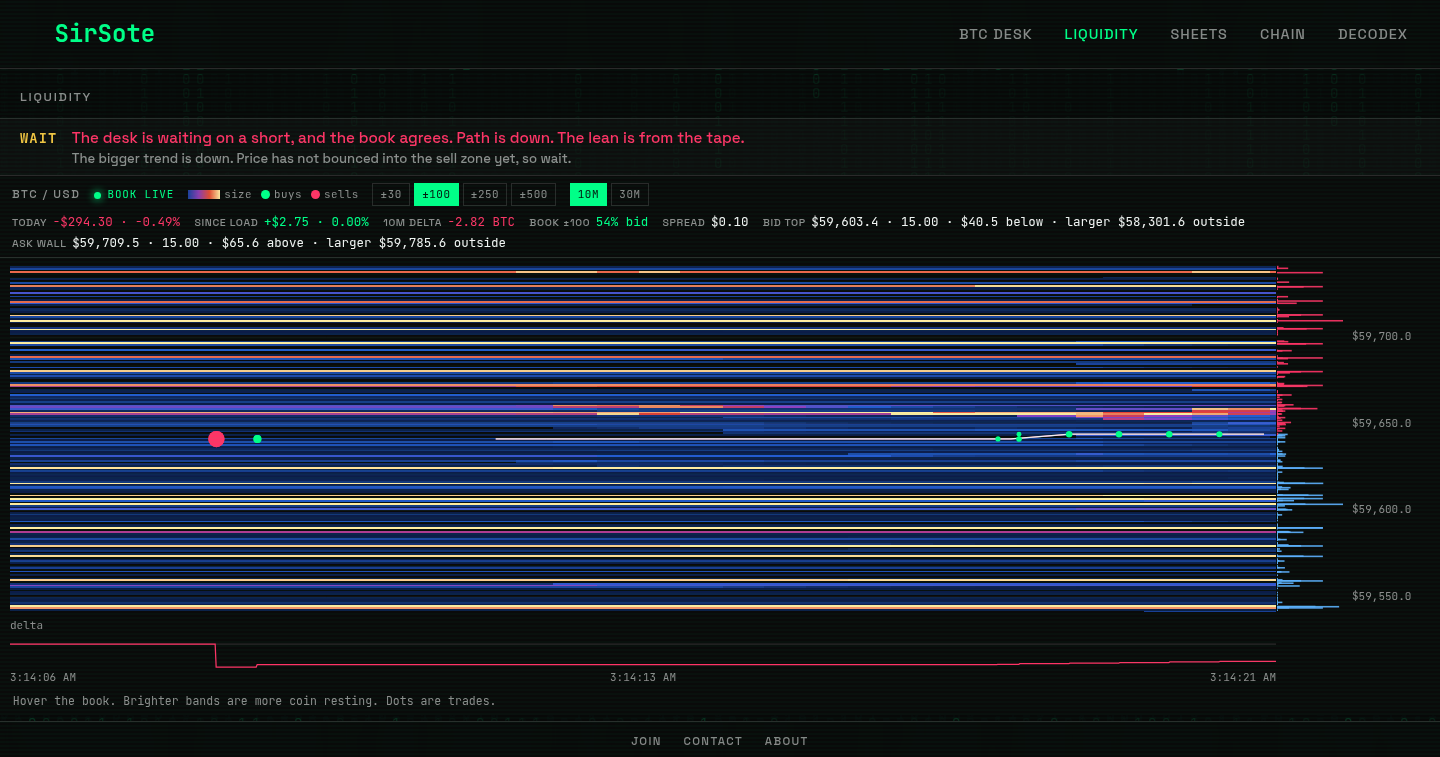 SirSote
BTC DESK LIQUIDITY SHEETS CHAIN DECODEX
LIQUIDITY
WAIT The desk is waiting on a short, and the book agrees. Path is down. The lean is from the tape.
The bigger trend is down. Price has not bounced into the sell zone yet, so wait.
BTC / USD BOOK LIVE size buys sells ±30 ±100 ±250 ±500 10M 30M
TODAY -$294.30 · -0.49% SINCE LOAD +$2.75 · 0.00% 10M DELTA -2.82 BTC BOOK ±100 54% bid SPREAD $0.10 BID TOP $59,603.4 · 15.00 · $40.5 below · larger $58,301.6 outside
ASK WALL $59,709.5 · 15.00 · $65.6 above · larger $59,785.6 outside
$59,700.0
$59,650.0
$59,600.0
$59,550.0
delta
3:14:06 AM 3:14:13 AM 3:14:21 AM
Hover the book. Brighter bands are more coin resting. Dots are trades.
JOIN CONTACT ABOUT